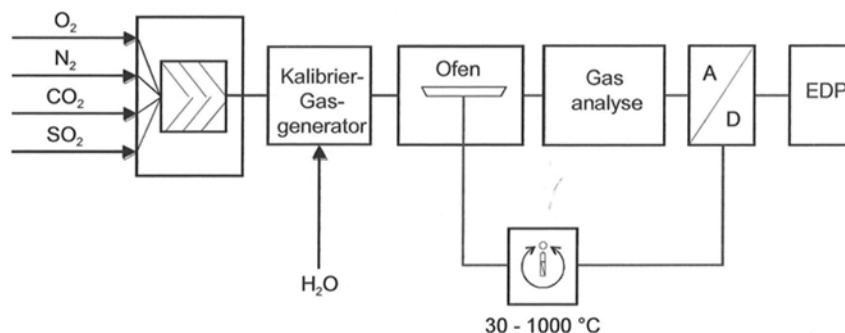 O₂
N₂
CO₂
SO₂
Kalibrier-
Gas-
generator
H₂O
Ofen
Gas
analyse
A
D
EDP
30 - 1000 °C